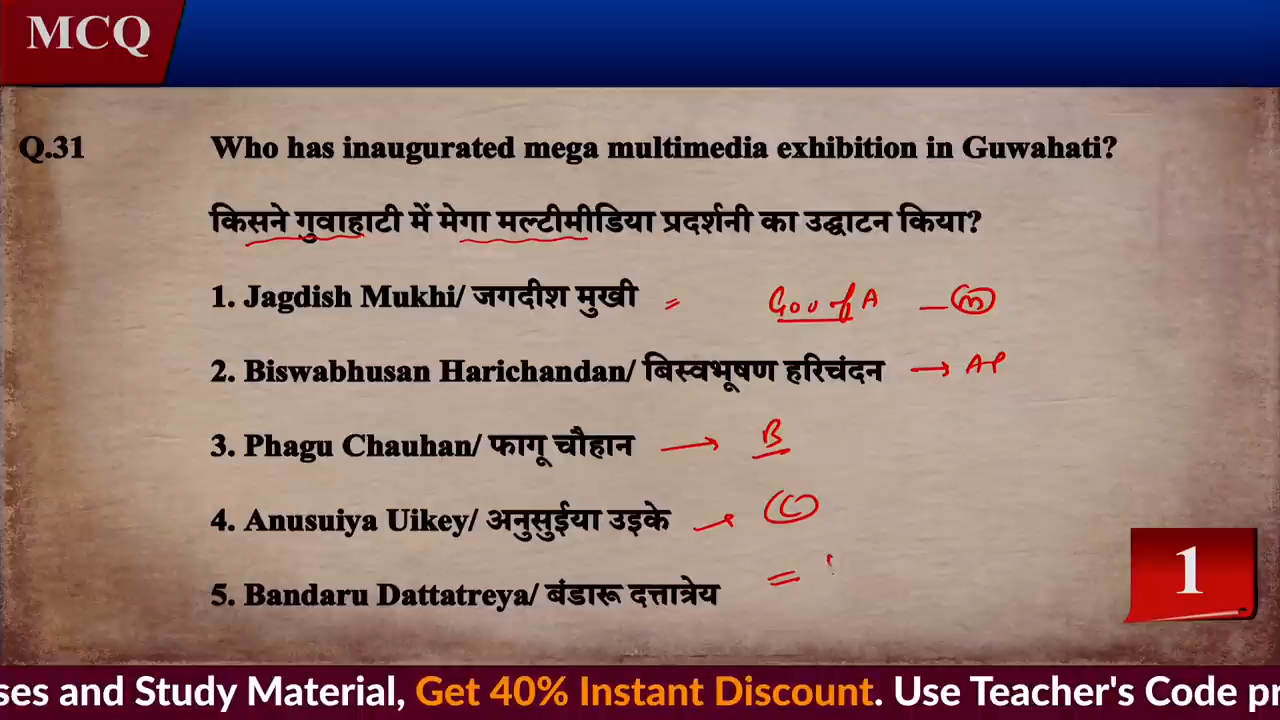 MCQ
Q.31 Who has inaugurated mega multimedia exhibition in Guwahati?
किसने गुवाहाटी में मेगा मल्टीमीडिया प्रदर्शनी का उद्घाटन किया?
1. Jagdish Mukhi/ जगदीश मुखी = Gov of A - (m)
2. Biswabhusan Harichandan/ बिस्वभूषण हरिचंदन → AP
3. Phagu Chauhan/ फागू चौहान → B
4. Anusuiya Uikey/ अनुसुईया उइके → C
5. Bandaru Dattatreya/ बंडारू दत्तात्रेय =
1
ses and Study Material, Get 40% Instant Discount. Use Teacher's Code pr